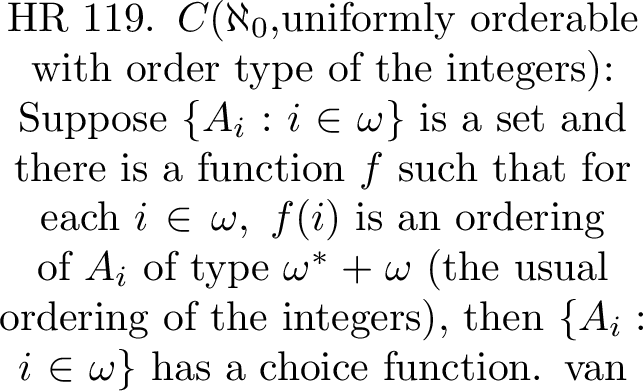 HR 119. C(ℵ₀,uniformly orderable
with order type of the integers):
Suppose {Aᵢ : i ∈ ω} is a set and
there is a function f such that for
each i ∈ ω, f(i) is an ordering
of Aᵢ of type ω* + ω (the usual
ordering of the integers), then {Aᵢ :
i ∈ ω} has a choice function. van